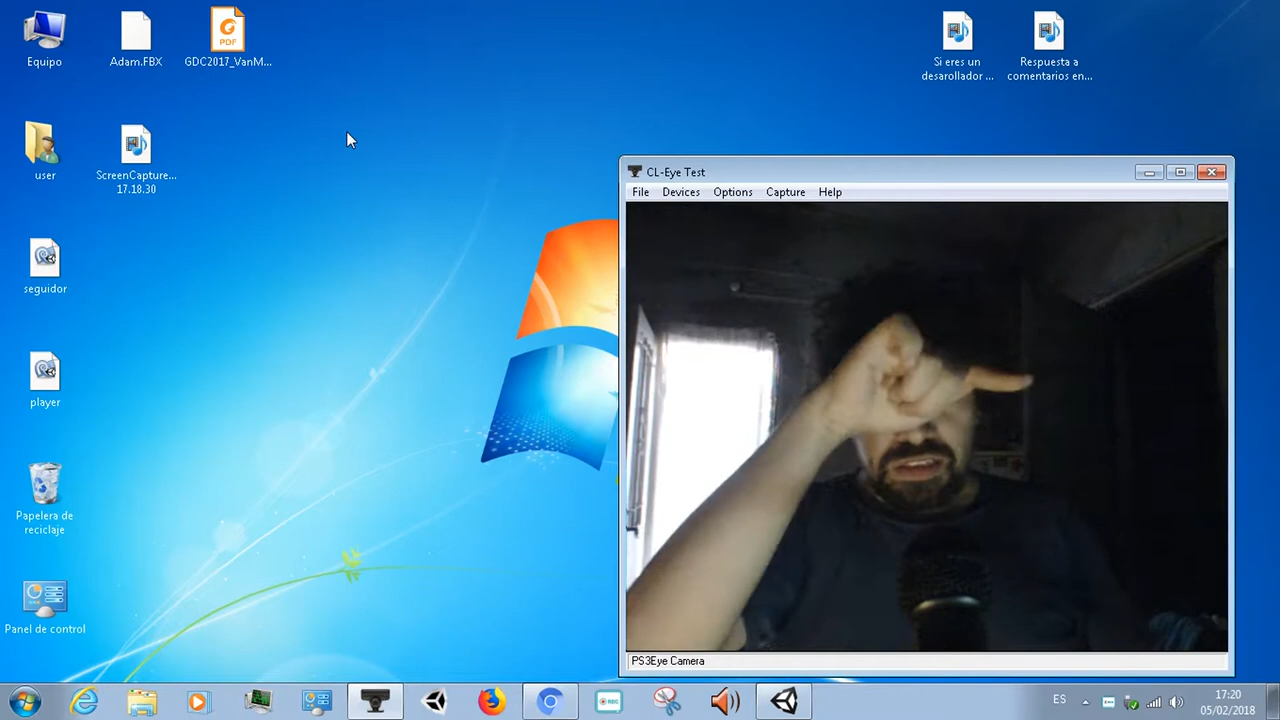 Equipo
Adam.FBX
PDF
GDC2017_VanM...
Si eres un
desarollador ...
Respuesta a
comentarios en...
user
ScreenCapture...
17.18.30
seguidor
player
Papelera de
reciclaje
Panel de control
CL-Eye Test
File Devices Options Capture Help
PS3Eye Camera
REC
ES
17:20
05/02/2018